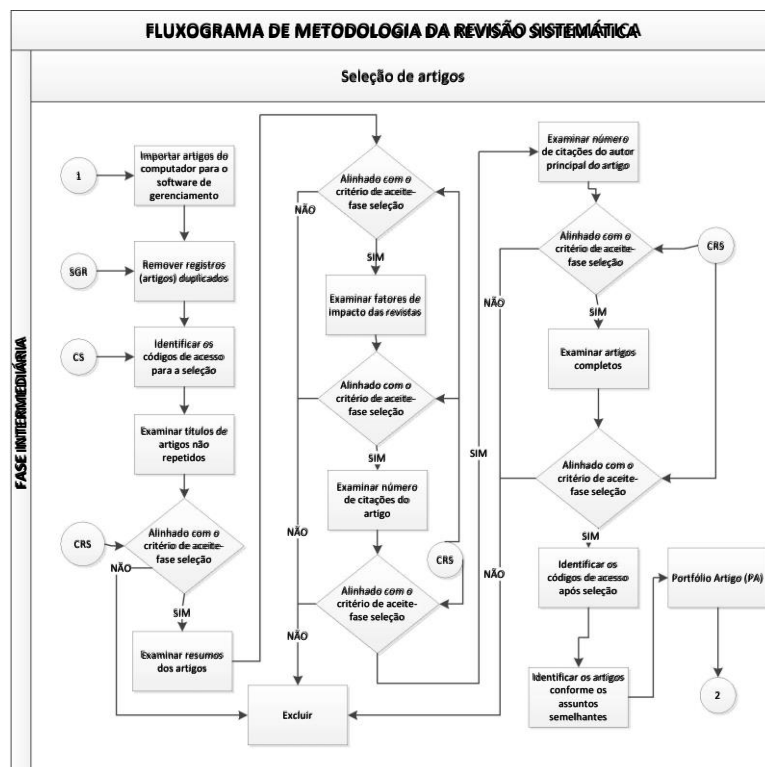 FLUXOGRAMA DE METODOLOGIA DA REVISÃO SISTEMÁTICA
Seleção de artigos
FASE INTERMEDIÁRIA
1
Importar artigos do
computador para o
software de
gerenciamento
SGR
Remover registros
(artigos) duplicados
CS
Identificar os
códigos de acesso
para a seleção
Examinar títulos de
artigos não
repetidos
CRS
Alinhado com o
critério de aceite-
fase seleção
NÃO
SIM
Examinar resumos
dos artigos
Alinhado com o
critério de aceite-
fase seleção
NÃO
SIM
Examinar fatores de
impacto das revistas
Alinhado com o
critério de aceite-
fase seleção
NÃO
SIM
Examinar número
de citações do
artigo
CRS
Alinhado com o
critério de aceite-
fase seleção
NÃO
SIM
Excluir
Examinar número
de citações do autor
principal do artigo
Alinhado com o
critério de aceite-
fase seleção
CRS
NÃO
SIM
Examinar artigos
completos
Alinhado com o
critério de aceite-
fase seleção
NÃO
SIM
Identificar os
códigos de acesso
após seleção
Portfólio Artigo (PA)
Identificar os artigos
conforme os
assuntos
semelhantes
2